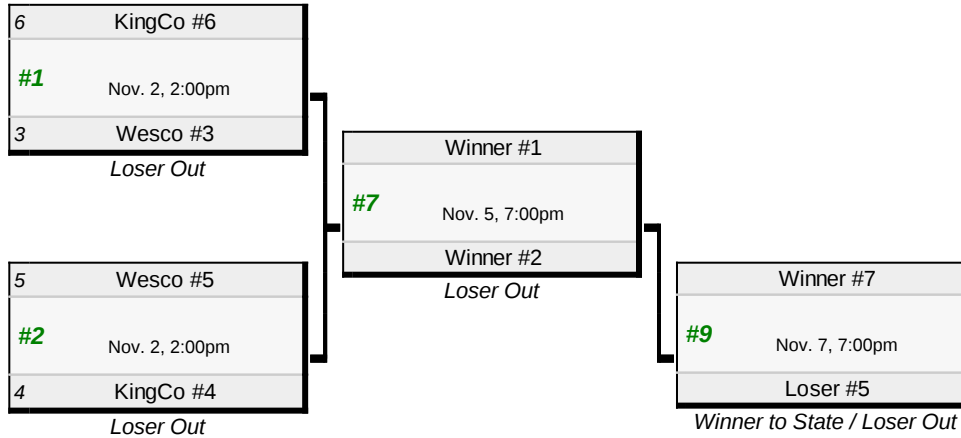 6 KingCo #6
#1 Nov. 2, 2:00pm
3 Wesco #3
Loser Out
Winner #1
#7 Nov. 5, 7:00pm
Winner #2
Loser Out
5 Wesco #5
#2 Nov. 2, 2:00pm
4 KingCo #4
Loser Out
Winner #7
#9 Nov. 7, 7:00pm
Loser #5
Winner to State / Loser Out